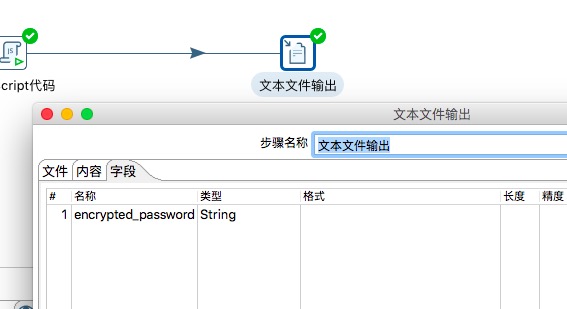 JS
cript代码
文本文件输出
文本文件输出
步骤名称 文本文件输出
文件 内容 字段
# 名称 类型 格式 长度 精度
1 encrypted_password String